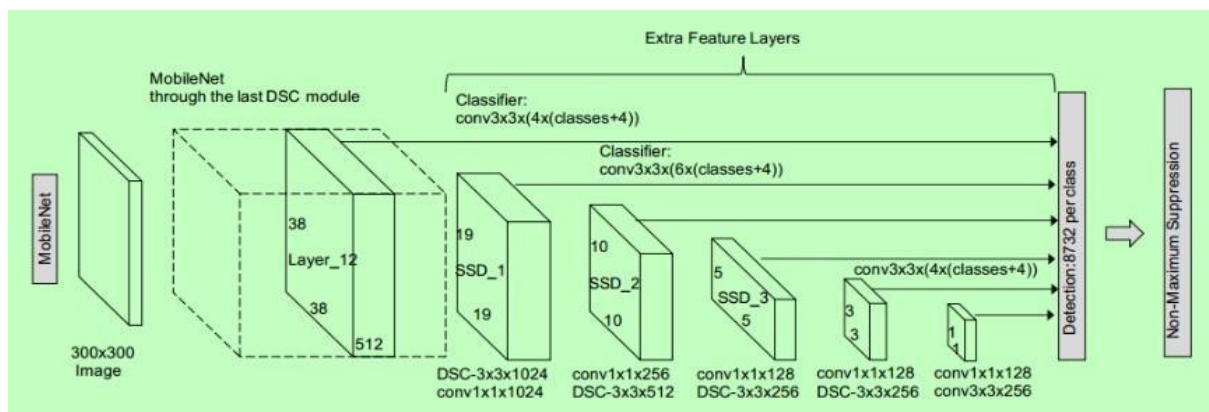 Extra Feature Layers
MobileNet
through the last DSC module
Classifier:
conv3x3x(4x(classes+4))
Classifier:
conv3x3x(6x(classes+4))
MobileNet
300x300
Image
38
Layer_12
38
512
19
SSD_1
19
10
SSD_2
10
5
SSD_3
5
conv3x3x(4x(classes+4))
3
3
1
1
DSC-3x3x1024
conv1x1x1024
conv1x1x256
DSC-3x3x512
conv1x1x128
DSC-3x3x256
conv1x1x128
DSC-3x3x256
conv1x1x128
conv3x3x256
Detection:8732 per class
Non-Maximum Suppression